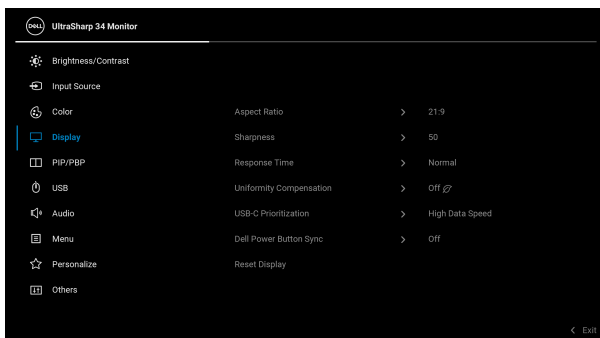 DELL UltraSharp 34 Monitor
Brightness/Contrast
Input Source
Color Aspect Ratio 21:9
Display Sharpness 50
PIP/PBP Response Time Normal
USB Uniformity Compensation Off
Audio USB-C Prioritization High Data Speed
Menu Dell Power Button Sync Off
Personalize Reset Display
Others
Exit